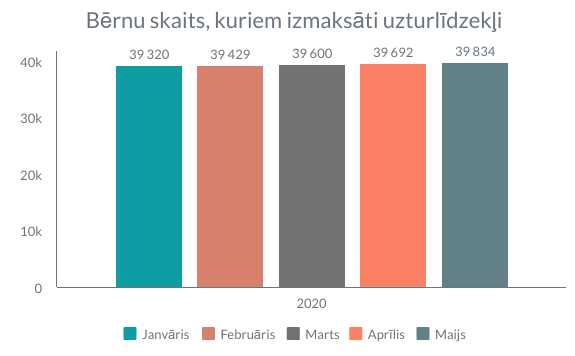 Bērnu skaits, kuriem izmaksāti uzturlīdzekļi
39 320 39 429 39 600 39 692 39 834
40k
30k
20k
10k
0
2020
Janvāris Februāris Marts Aprīlis Maijs